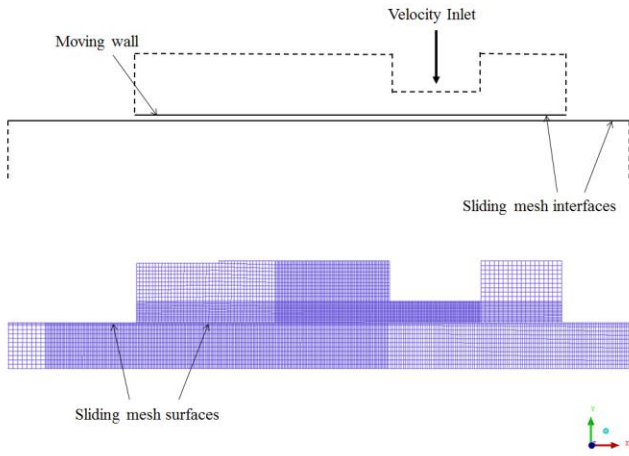 Velocity Inlet
Moving wall
Sliding mesh interfaces
Sliding mesh surfaces
Y
X